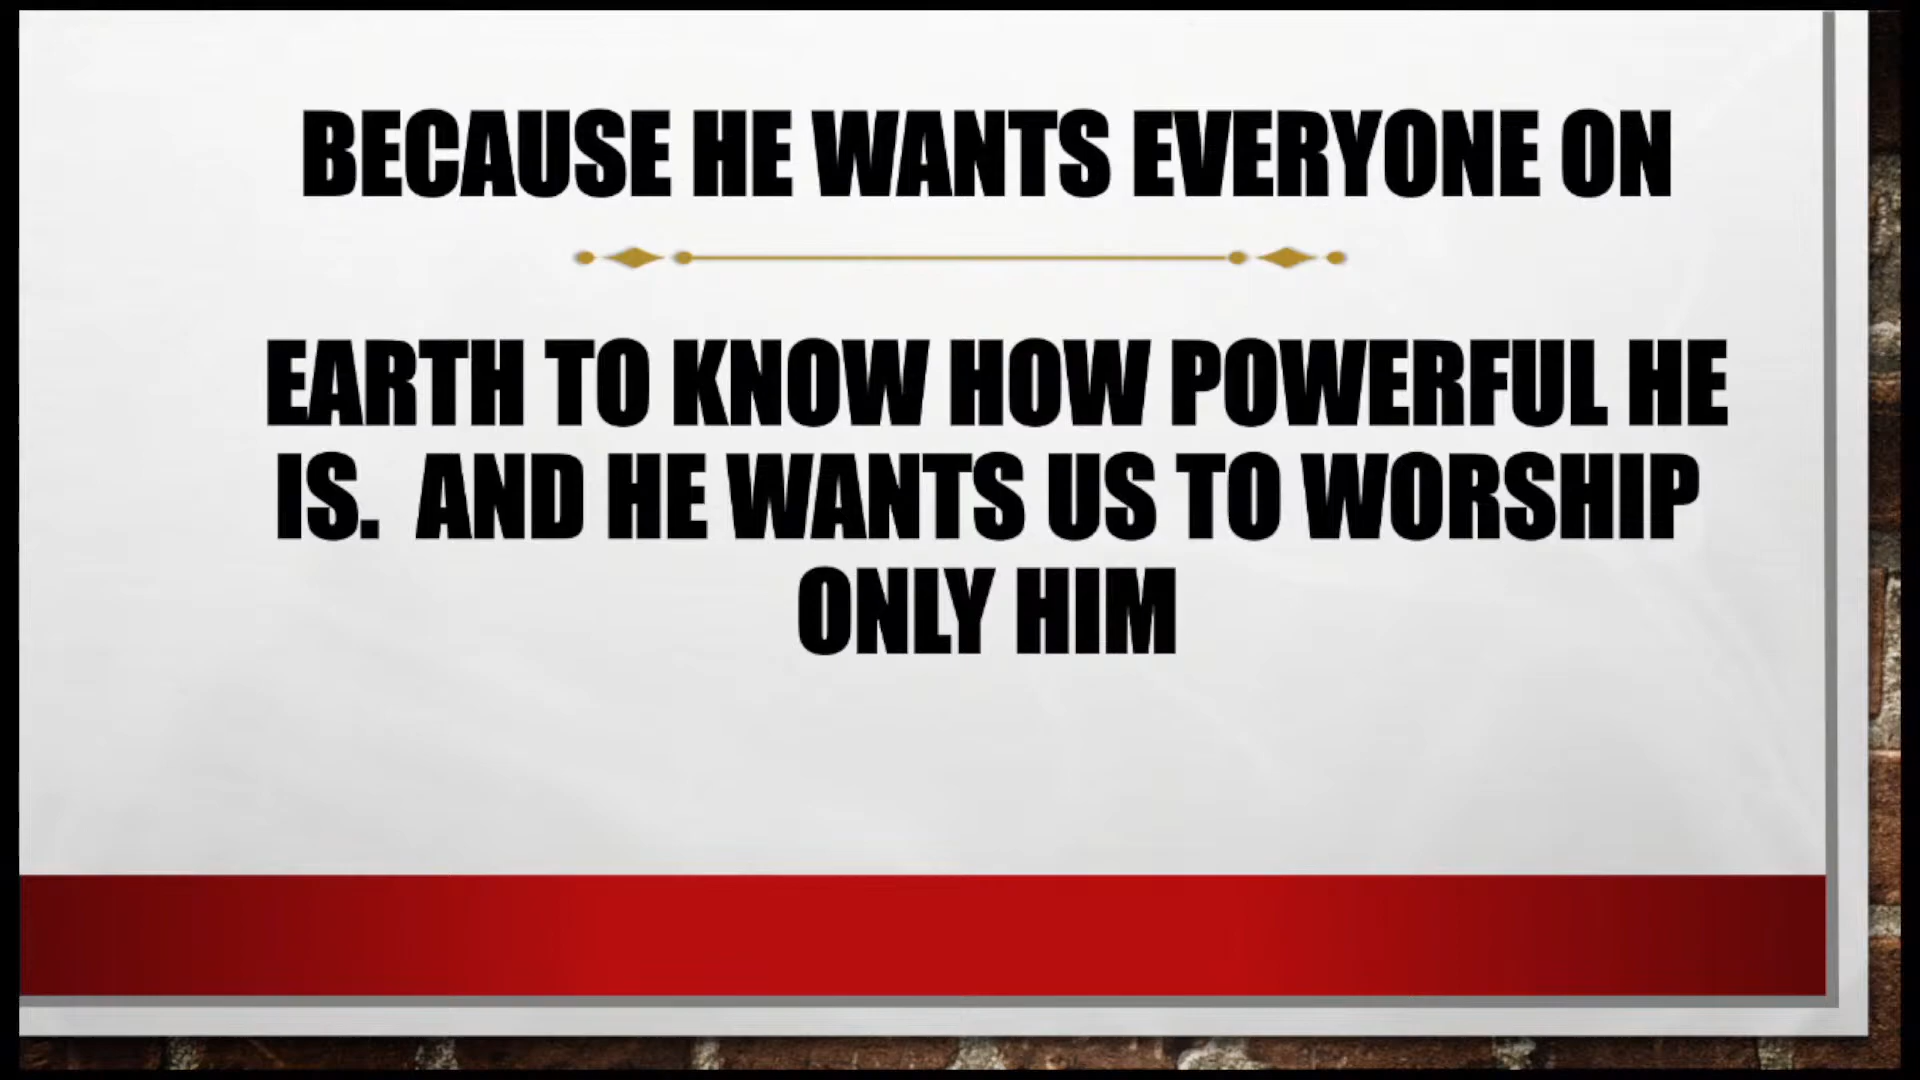 BECAUSE HE WANTS EVERYONE ON
EARTH TO KNOW HOW POWERFUL HE
IS. AND HE WANTS US TO WORSHIP
ONLY HIM